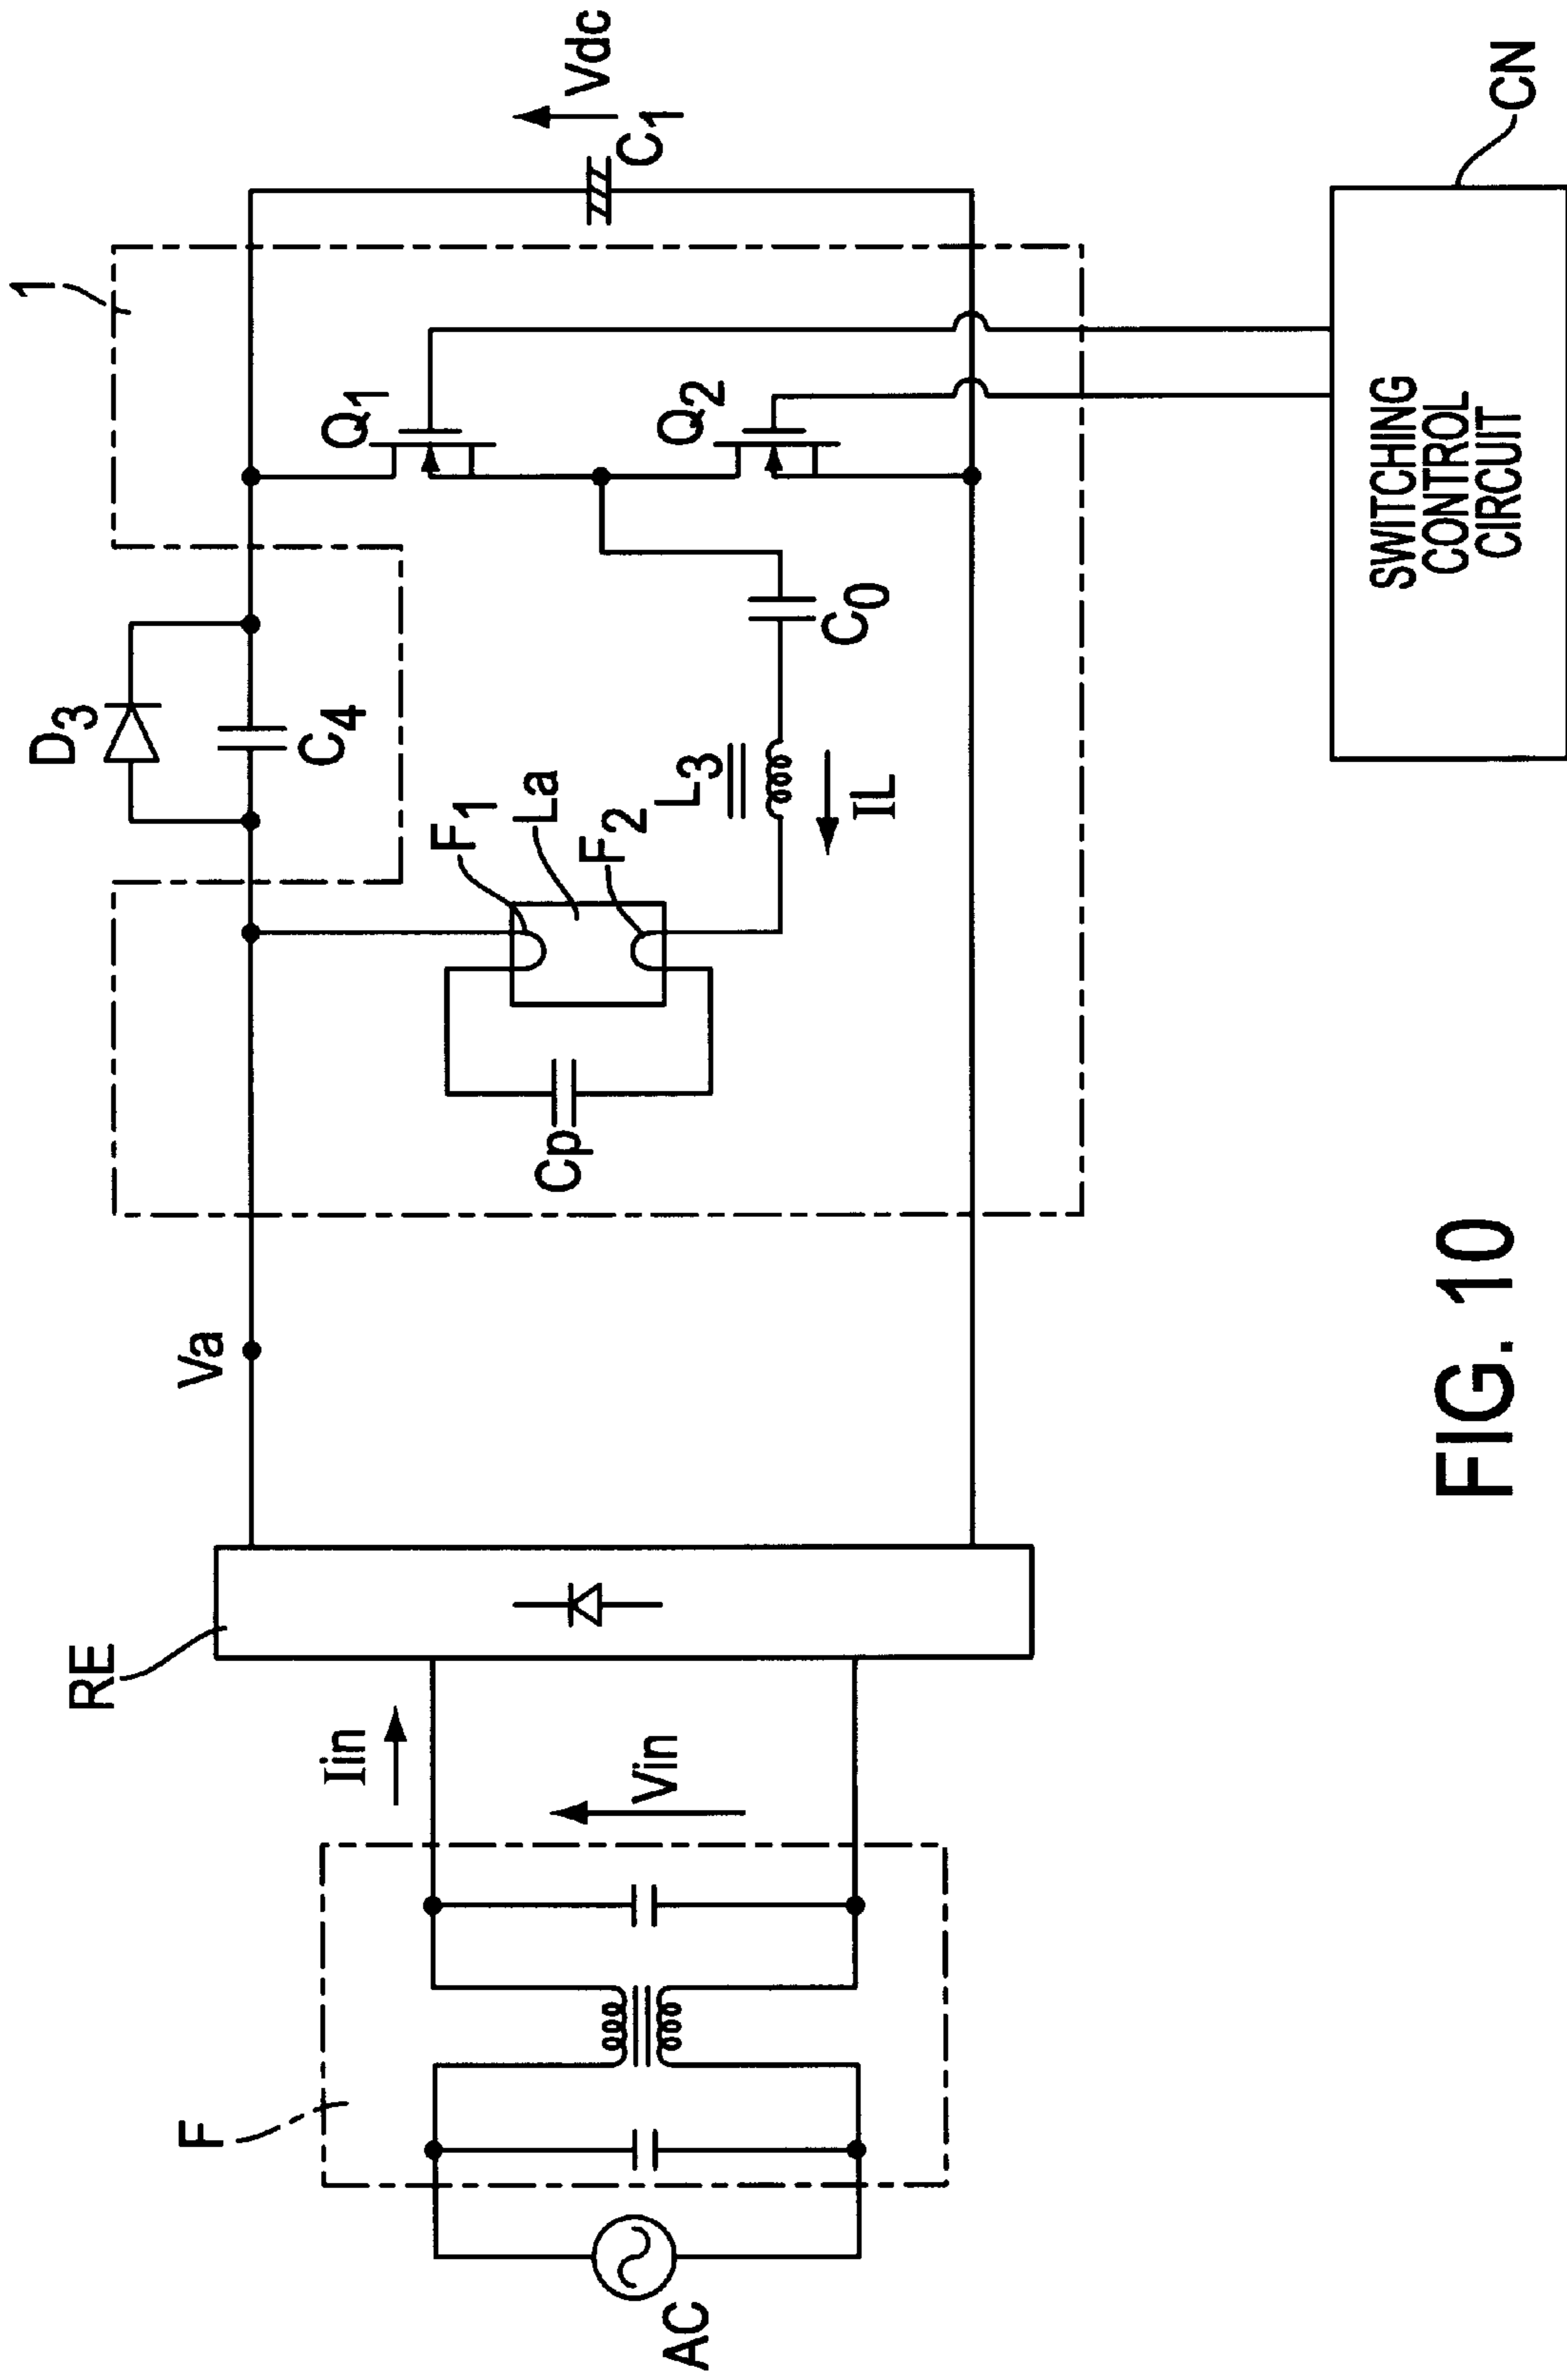 1
D3
C4
Va
RE
Iin
Vin
F
AC
Q1
Q2
Vdc
C1
F1
La
F2
L3
IL
C0
Cp
SWITCHING
CONTROL
CIRCUIT
CN
FIG. 10